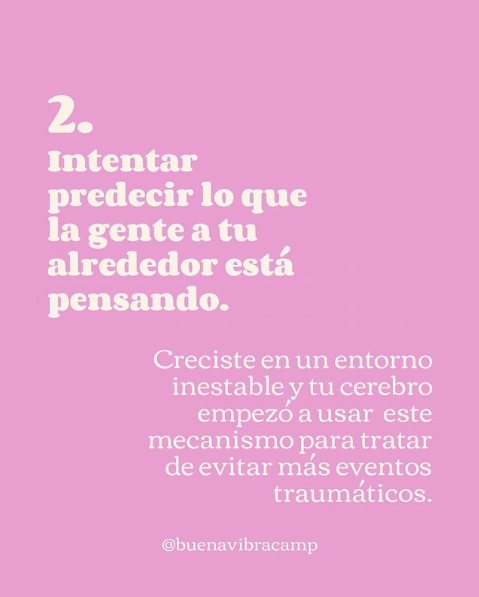 2.
Intentar
predecir lo que
la gente a tu
alrededor está
pensando.
Creciste en un entorno
inestable y tu cerebro
empezó a usar este
mecanismo para tratar
de evitar más eventos
traumáticos.
@buenavibracamp